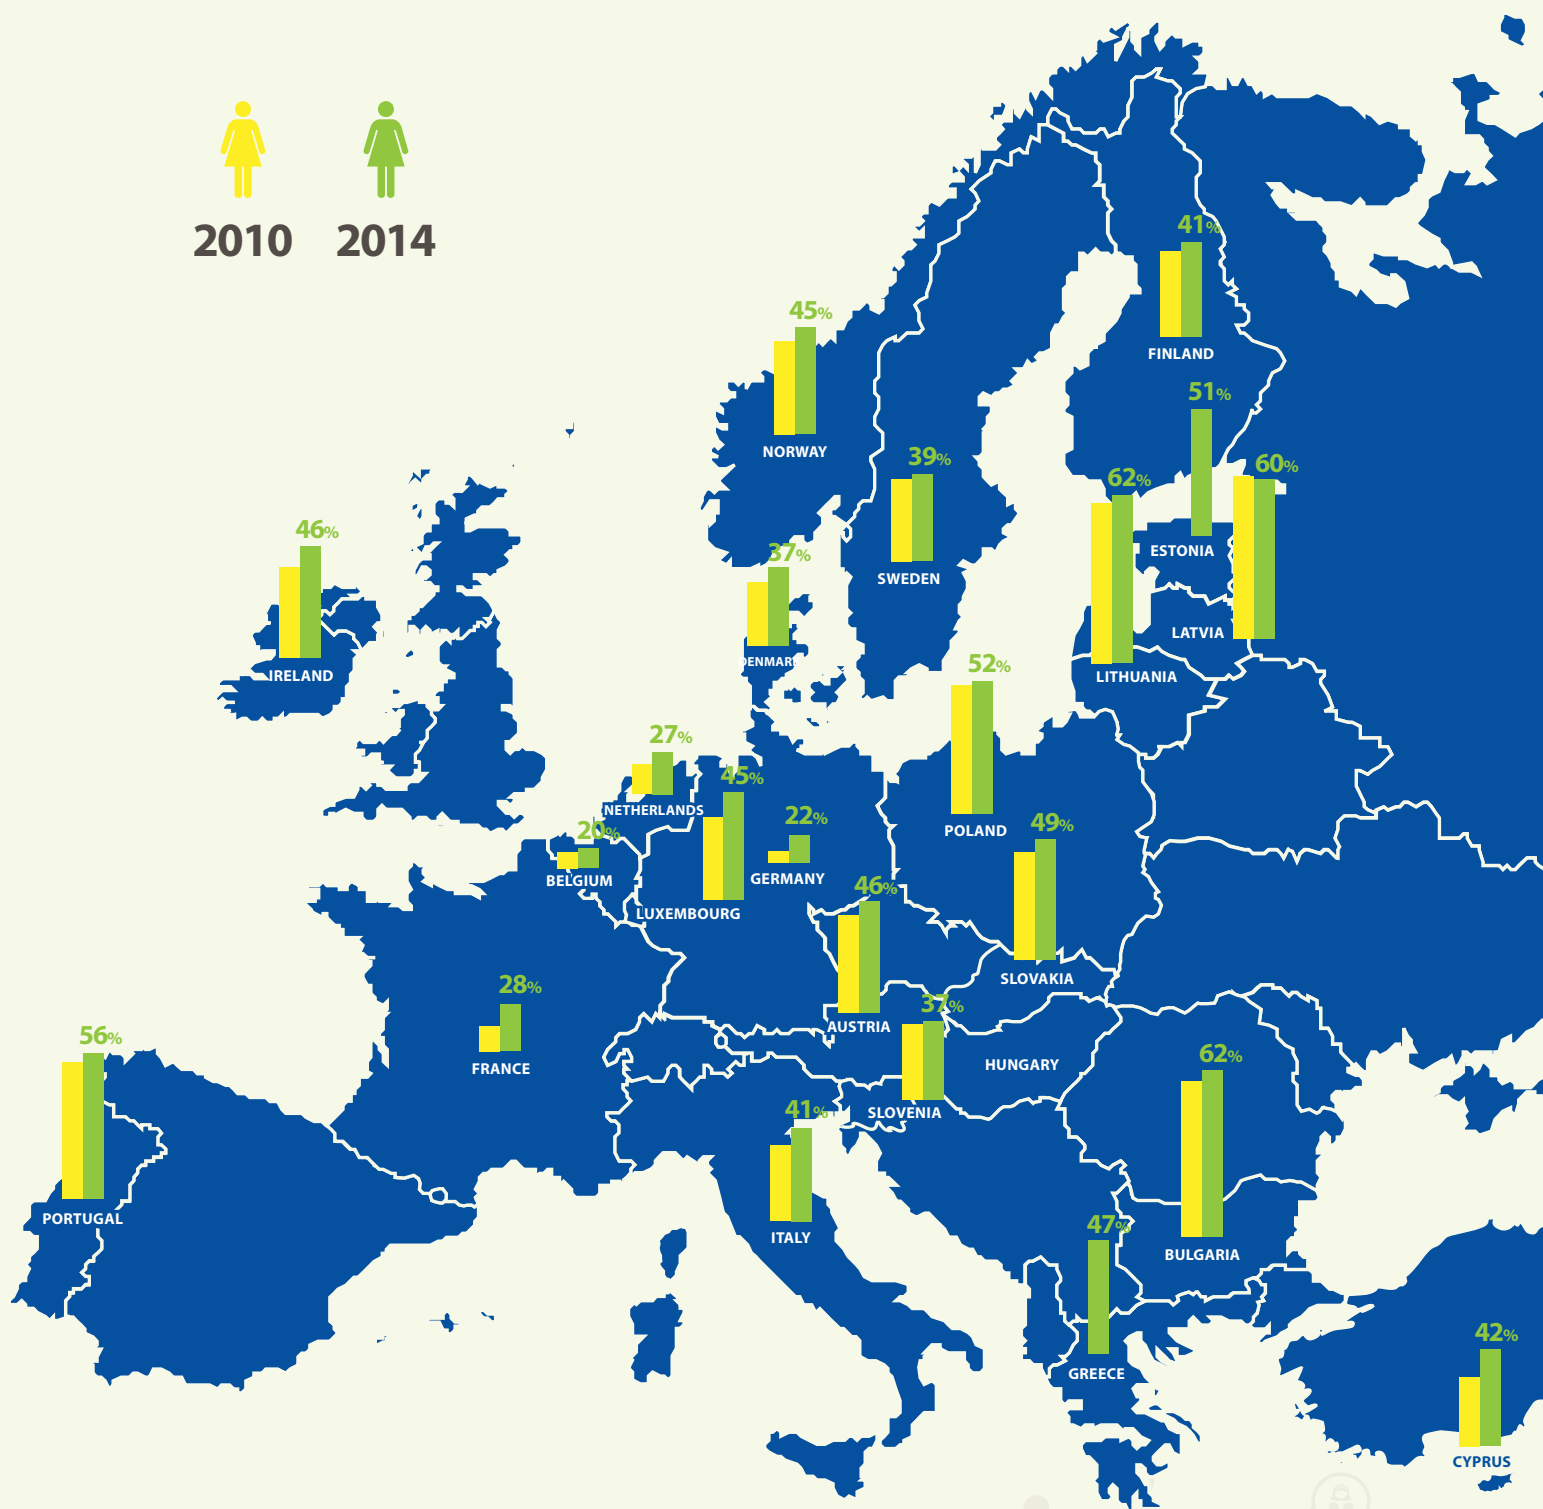 2010 2014
41%
FINLAND
45%
NORWAY
51%
ESTONIA
39%
SWEDEN
62%
LITHUANIA
60%
LATVIA
46%
IRELAND
37%
DENMARK
52%
POLAND
27%
NETHERLANDS
45%
LUXEMBOURG
22%
GERMANY
20%
BELGIUM
49%
SLOVAKIA
46%
AUSTRIA
28%
FRANCE
37%
SLOVENIA
HUNGARY
56%
PORTUGAL
62%
BULGARIA
41%
ITALY
47%
GREECE
42%
CYPRUS